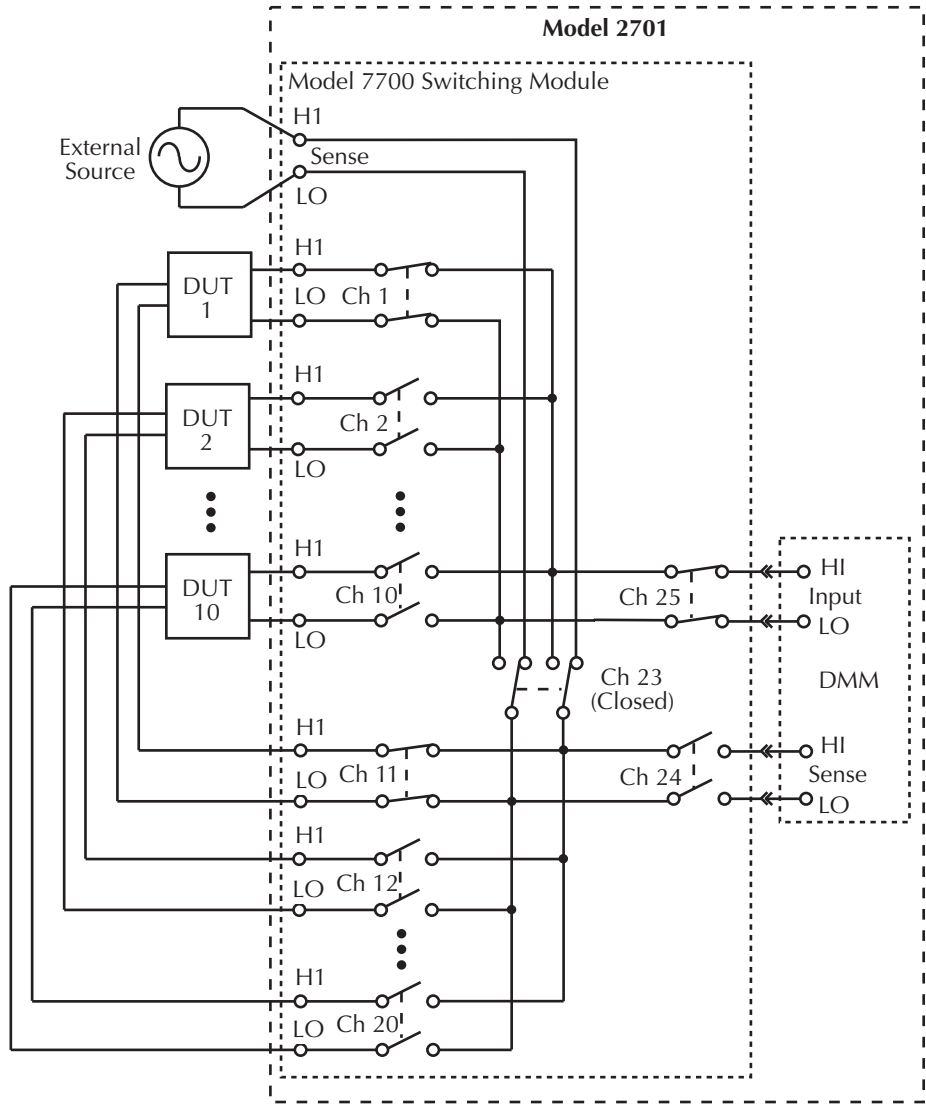 Model 2701
Model 7700 Switching Module
H1
External
Source
Sense
LO
H1
DUT
1
LO
Ch 1
H1
DUT
2
Ch 2
LO
H1
DUT
10
Ch 10
LO
Ch 25
HI
Input
LO
Ch 23
(Closed)
DMM
H1
LO
Ch 11
Ch 24
HI
Sense
LO
H1
LO
Ch 12
H1
LO
Ch 20